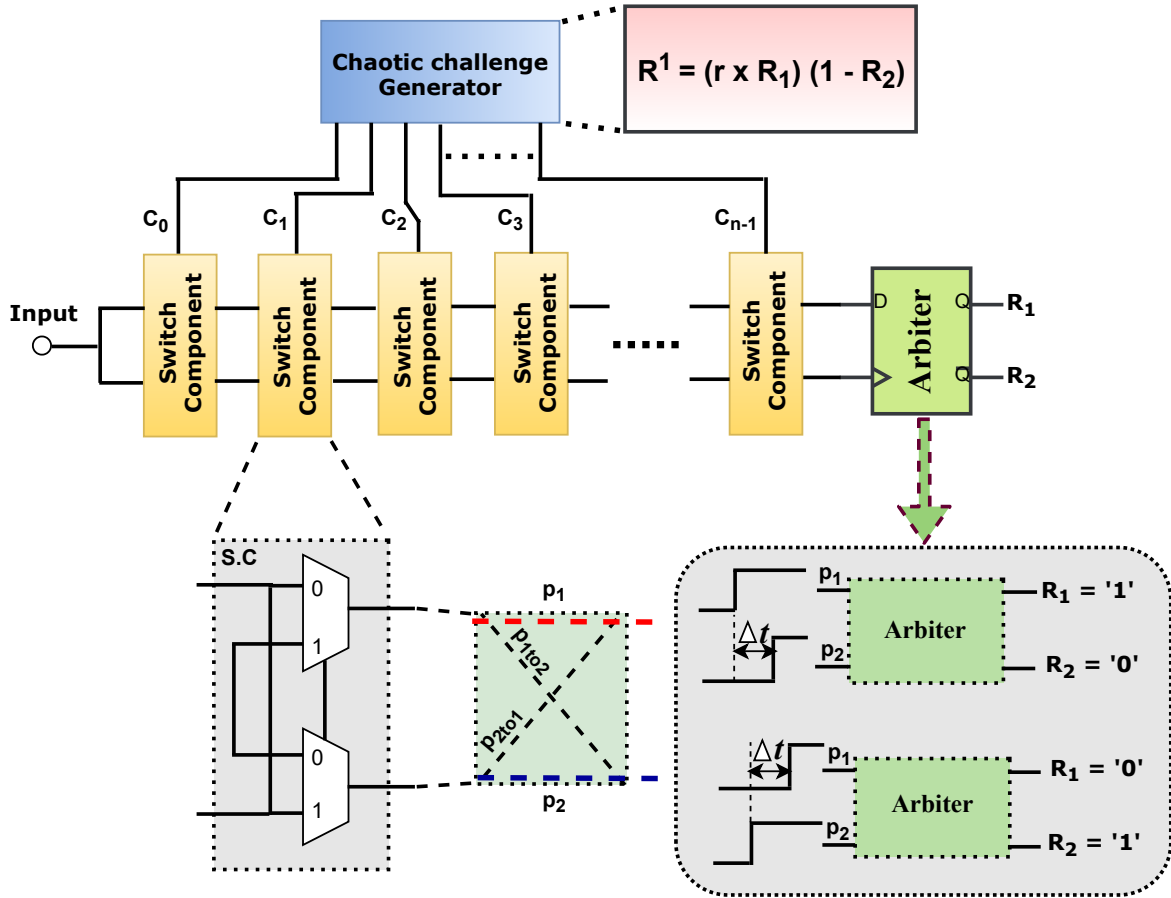 Chaotic challenge
Generator
R¹ = (r x R₁) (1 - R₂)
C₀
C₁
C₂
C₃
Cₙ₋₁
Input
Switch
Component
Switch
Component
Switch
Component
Switch
Component
Switch
Component
D
Q
Arbiter
Q̅
R₁
R₂
S.C
0
1
0
1
p₁
p₁to2
p₂to1
p₂
Δt
p₁
p₂
Arbiter
R₁ = '1'
R₂ = '0'
Δt
p₁
p₂
Arbiter
R₁ = '0'
R₂ = '1'